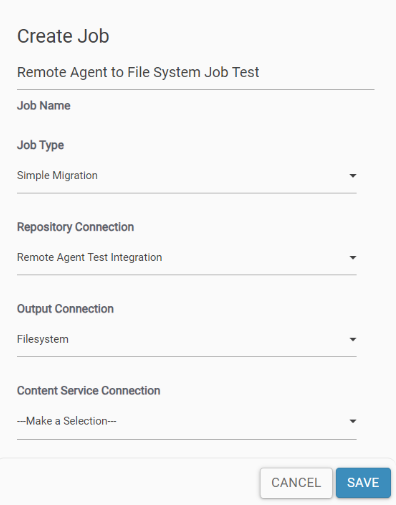 Create Job
Remote Agent to File System Job Test
Job Name
Job Type
Simple Migration
Repository Connection
Remote Agent Test Integration
Output Connection
Filesystem
Content Service Connection
---Make a Selection---
CANCEL SAVE